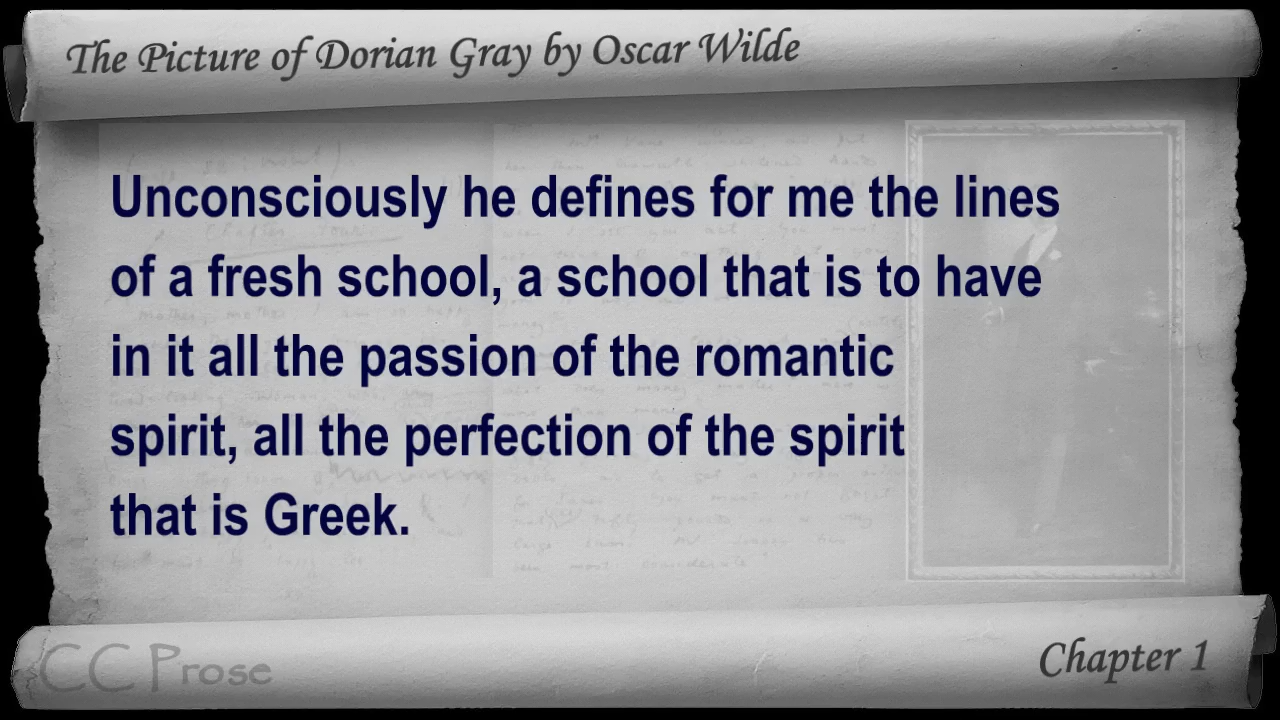 The Picture of Dorian Gray by Oscar Wilde
Unconsciously he defines for me the lines
of a fresh school, a school that is to have
in it all the passion of the romantic
spirit, all the perfection of the spirit
that is Greek.
CC Prose
Chapter 1